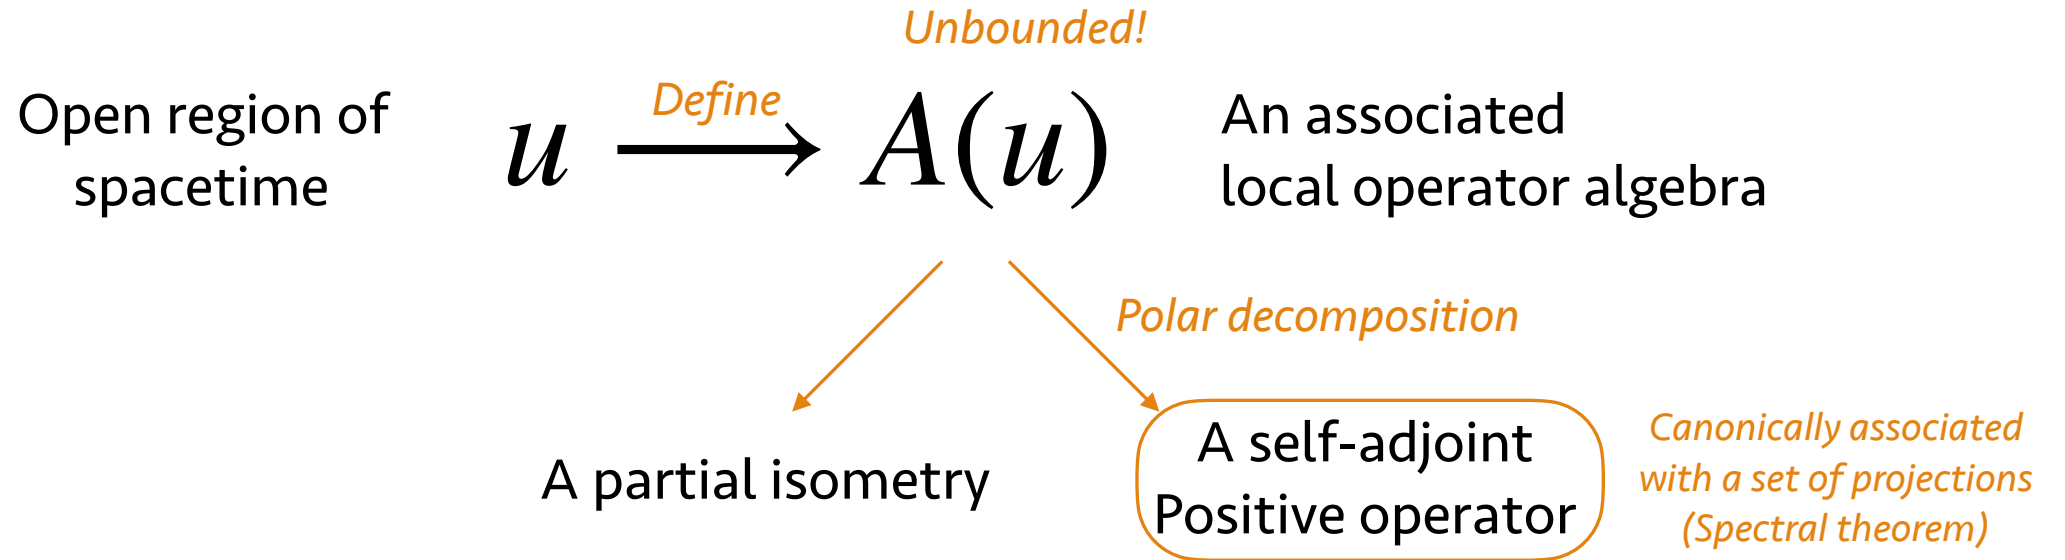 Unbounded!
Open region of
spacetime
u
Define
A(u)
An associated
local operator algebra
Polar decomposition
A partial isometry
A self-adjoint
Positive operator
Canonically associated
with a set of projections
(Spectral theorem)